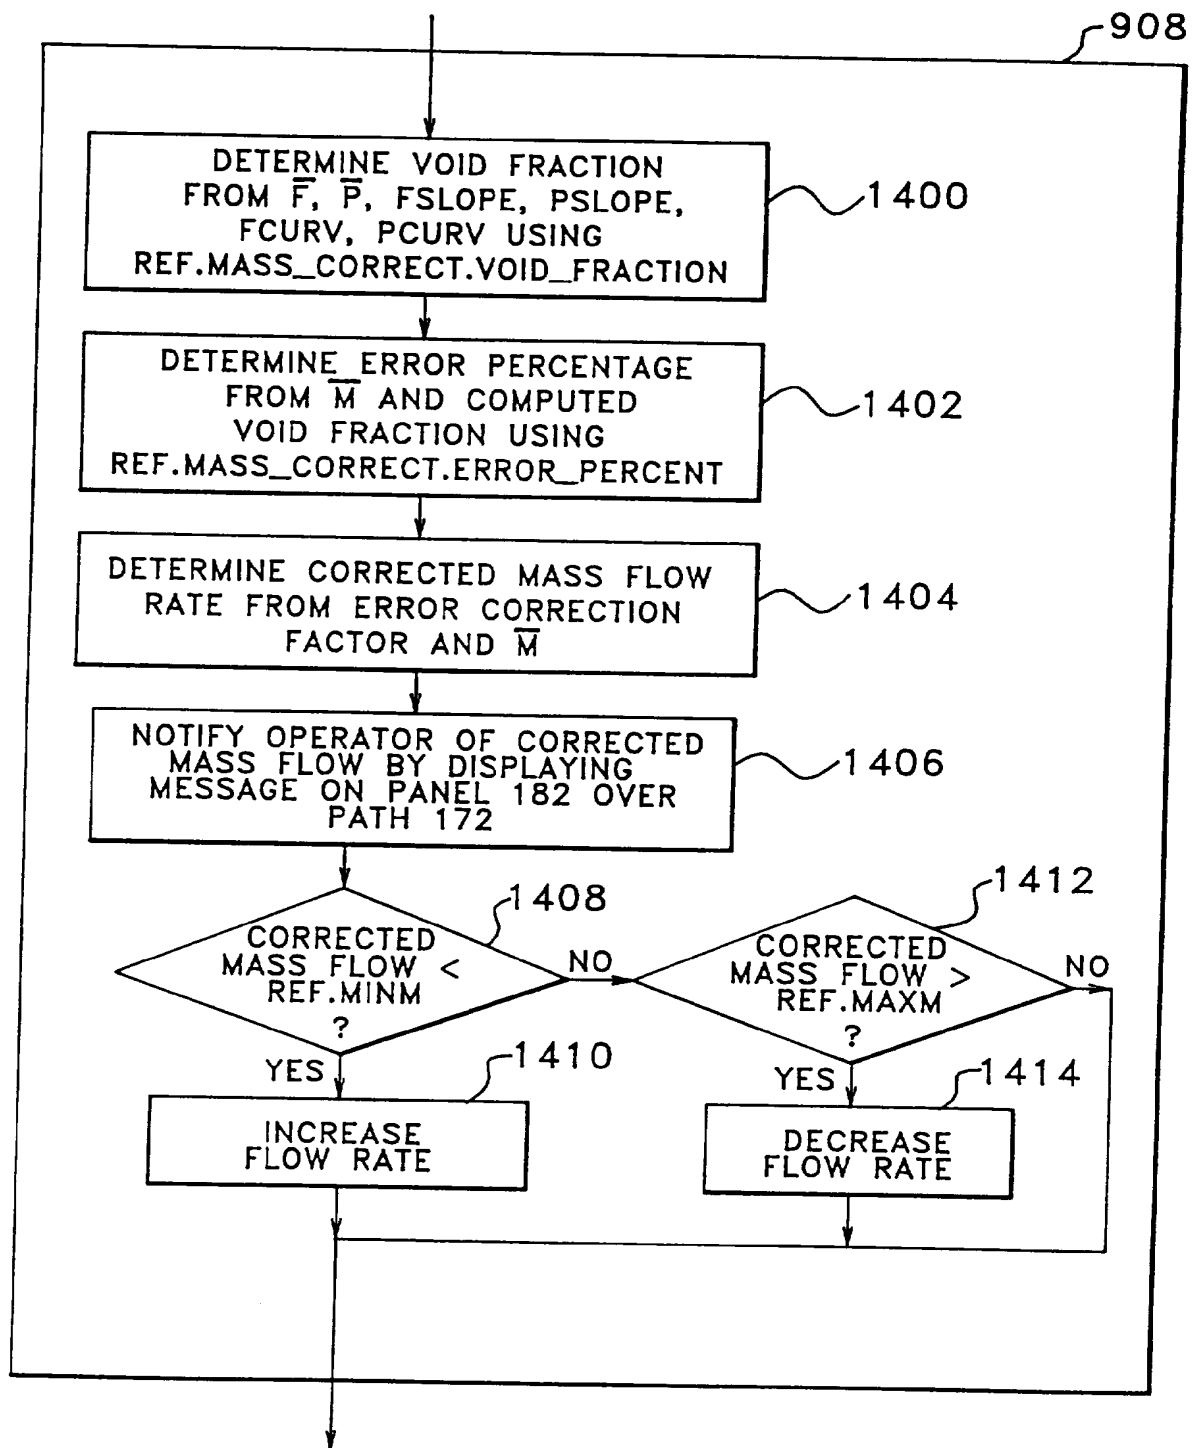 908
DETERMINE VOID FRACTION
FROM F̅, P̅, FSLOPE, PSLOPE,
FCURV, PCURV USING
REF.MASS_CORRECT.VOID_FRACTION
1400
DETERMINE ERROR PERCENTAGE
FROM M̅ AND COMPUTED
VOID FRACTION USING
REF.MASS_CORRECT.ERROR_PERCENT
1402
DETERMINE CORRECTED MASS FLOW
RATE FROM ERROR CORRECTION
FACTOR AND M̅
1404
NOTIFY OPERATOR OF CORRECTED
MASS FLOW BY DISPLAYING
MESSAGE ON PANEL 182 OVER
PATH 172
1406
1408
CORRECTED
MASS FLOW <
REF.MINM
?
NO
YES
1412
CORRECTED
MASS FLOW >
REF.MAXM
?
NO
YES
1410
INCREASE
FLOW RATE
1414
DECREASE
FLOW RATE